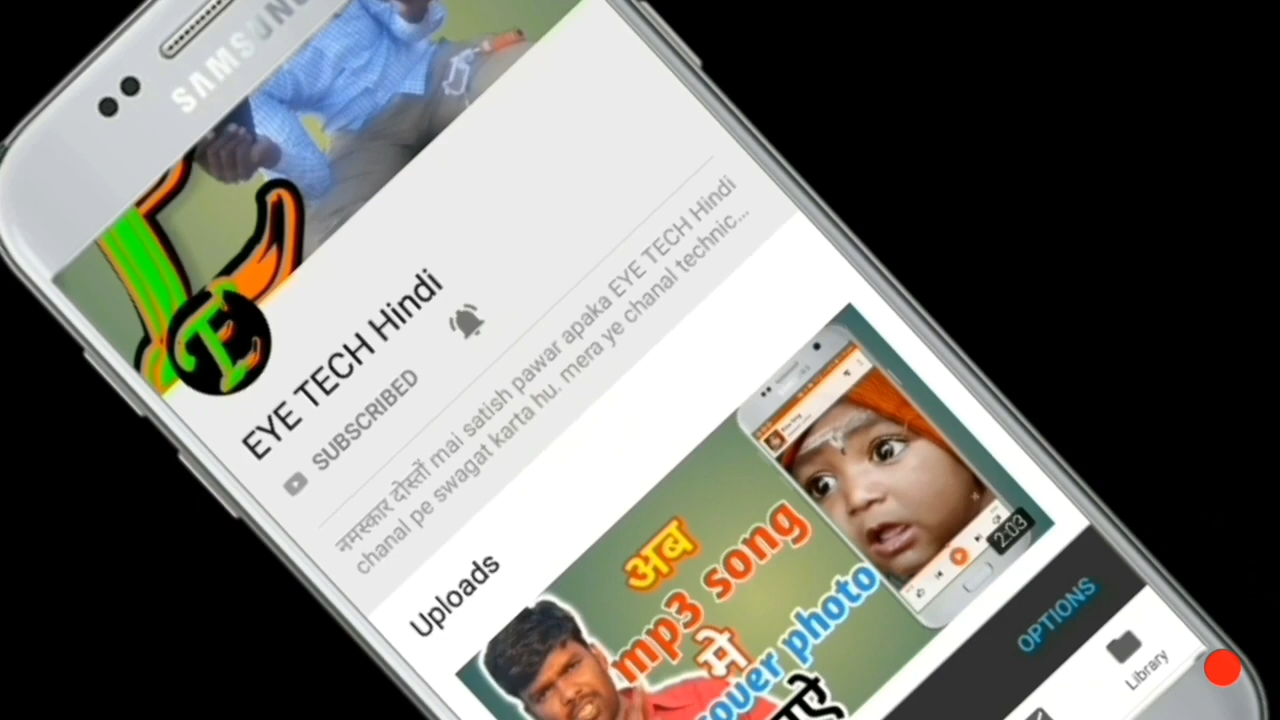 SAMSUNG
E
EYE TECH Hindi
SUBSCRIBED
नमस्कार दोस्तों mai satish pawar apaka EYE TECH Hindi
chanal pe swagat karta hu. mera ye chanal technic...
Uploads
अब
mp3 song
में
cover photo
2:03
OPTIONS
Library